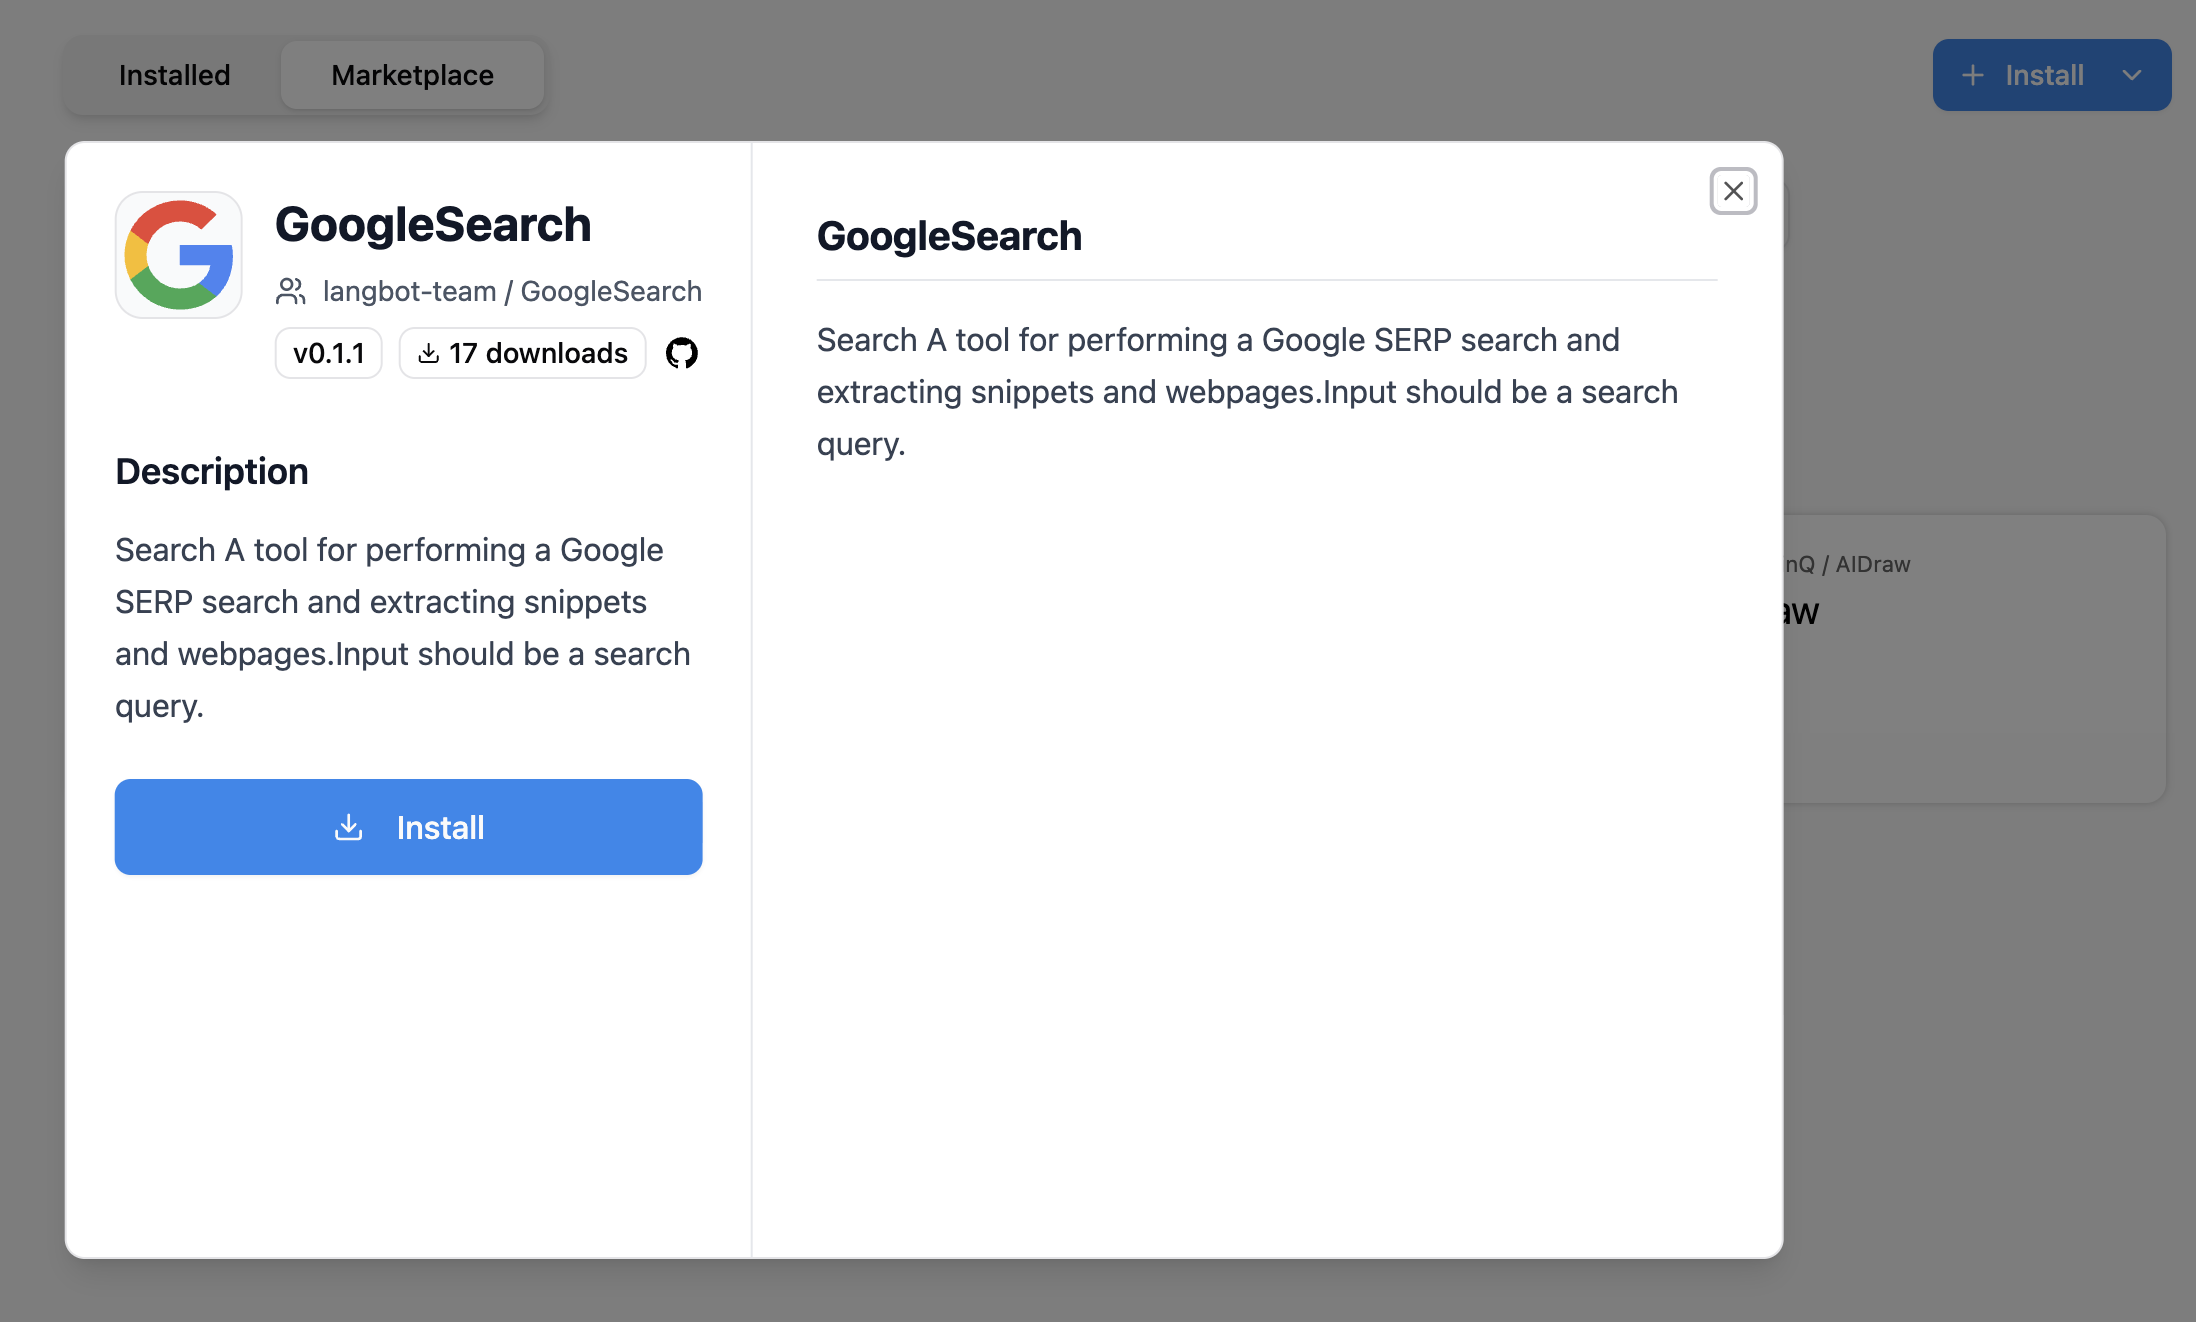 Installed
Marketplace
Install
GoogleSearch
langbot-team / GoogleSearch
v0.1.1
17 downloads
Description
Search A tool for performing a Google
SERP search and extracting snippets
and webpages.Input should be a search
query.
Install
GoogleSearch
Search A tool for performing a Google SERP search and
extracting snippets and webpages.Input should be a search
query.
nQ / AIDraw
aw